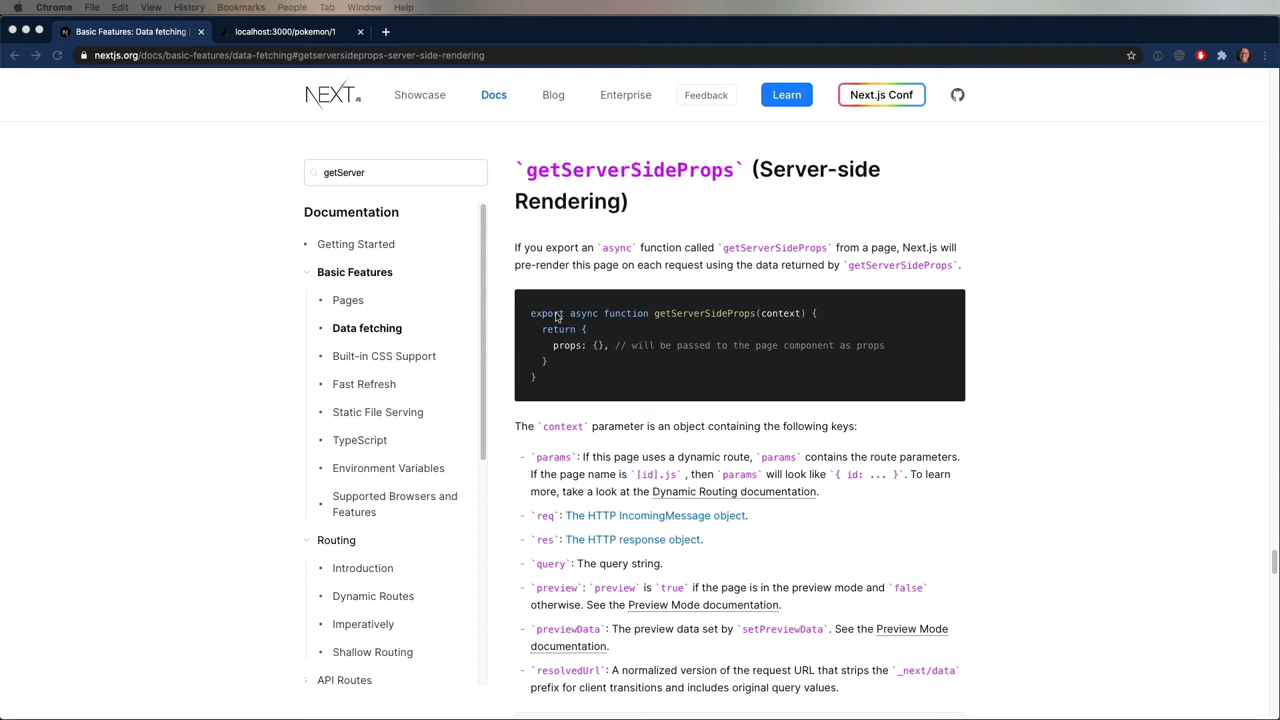 Chrome File Edit View History Bookmarks People Tab Window Help
Basic Features: Data fetching
localhost:3000/pokemon/1
nextjs.org/docs/basic-features/data-fetching#getserversideprops-server-side-rendering
NEXT.JS Showcase Docs Blog Enterprise Feedback Learn Next.js Conf
getServer
Documentation
Getting Started
Basic Features
Pages
Data fetching
Built-in CSS Support
Fast Refresh
Static File Serving
TypeScript
Environment Variables
Supported Browsers and
Features
Routing
Introduction
Dynamic Routes
Imperatively
Shallow Routing
API Routes
`getServerSideProps` (Server-side
Rendering)
If you export an `async` function called `getServerSideProps` from a page, Next.js will
pre-render this page on each request using the data returned by `getServerSideProps`.
export async function getServerSideProps(context) {
return {
props: {}, // will be passed to the page component as props
}
}
The `context` parameter is an object containing the following keys:
- `params`: If this page uses a dynamic route, `params` contains the route parameters.
If the page name is `[id].js` , then `params` will look like `{ id: ... }`. To learn
more, take a look at the Dynamic Routing documentation.
- `req`: The HTTP IncomingMessage object.
- `res`: The HTTP response object.
- `query`: The query string.
- `preview`: `preview` is `true` if the page is in the preview mode and `false`
otherwise. See the Preview Mode documentation.
- `previewData`: The preview data set by `setPreviewData`. See the Preview Mode
documentation.
- `resolvedUrl`: A normalized version of the request URL that strips the `_next/data`
prefix for client transitions and includes original query values.